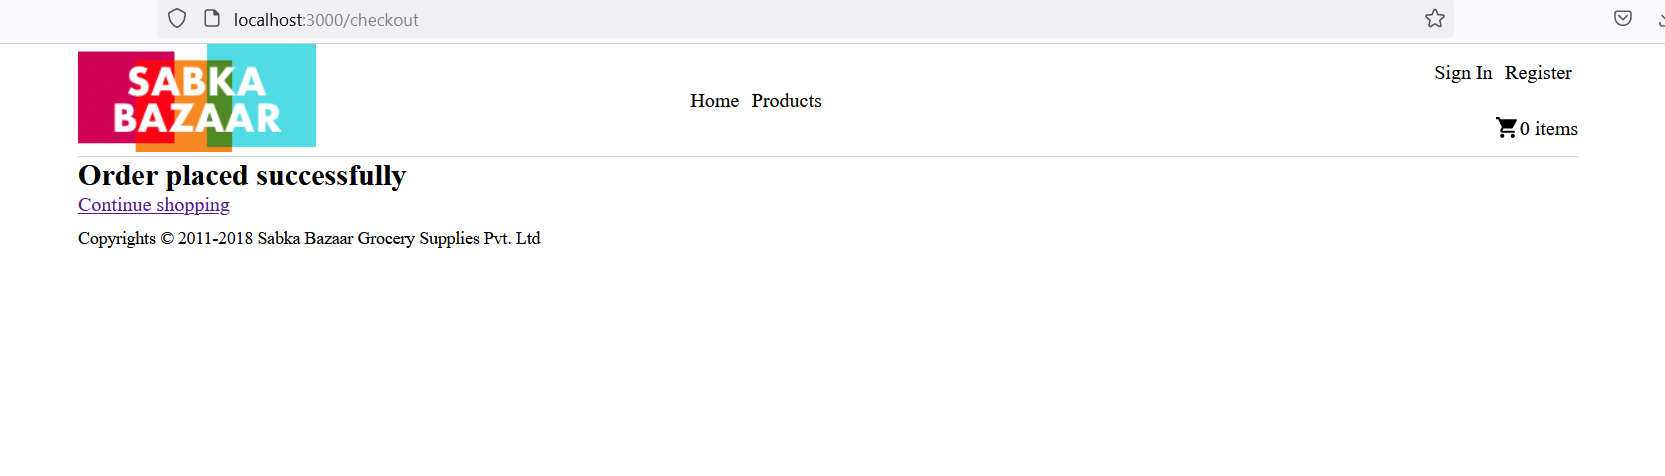 localhost:3000/checkout
SABKA
BAZAAR
Home Products
Sign In Register
0 items
Order placed successfully
Continue shopping
Copyrights © 2011-2018 Sabka Bazaar Grocery Supplies Pvt. Ltd